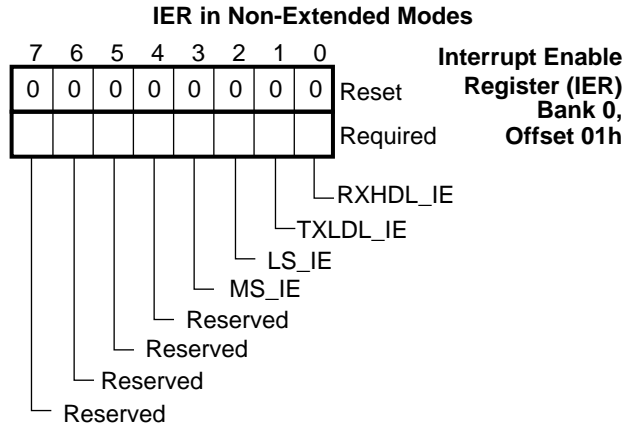 IER in Non-Extended Modes
7 6 5 4 3 2 1 0
Interrupt Enable
Register (IER)
Bank 0,
Offset 01h
0 0 0 0 0 0 0 0 Reset
Required
RXHDL_IE
TXLDL_IE
LS_IE
MS_IE
Reserved
Reserved
Reserved
Reserved